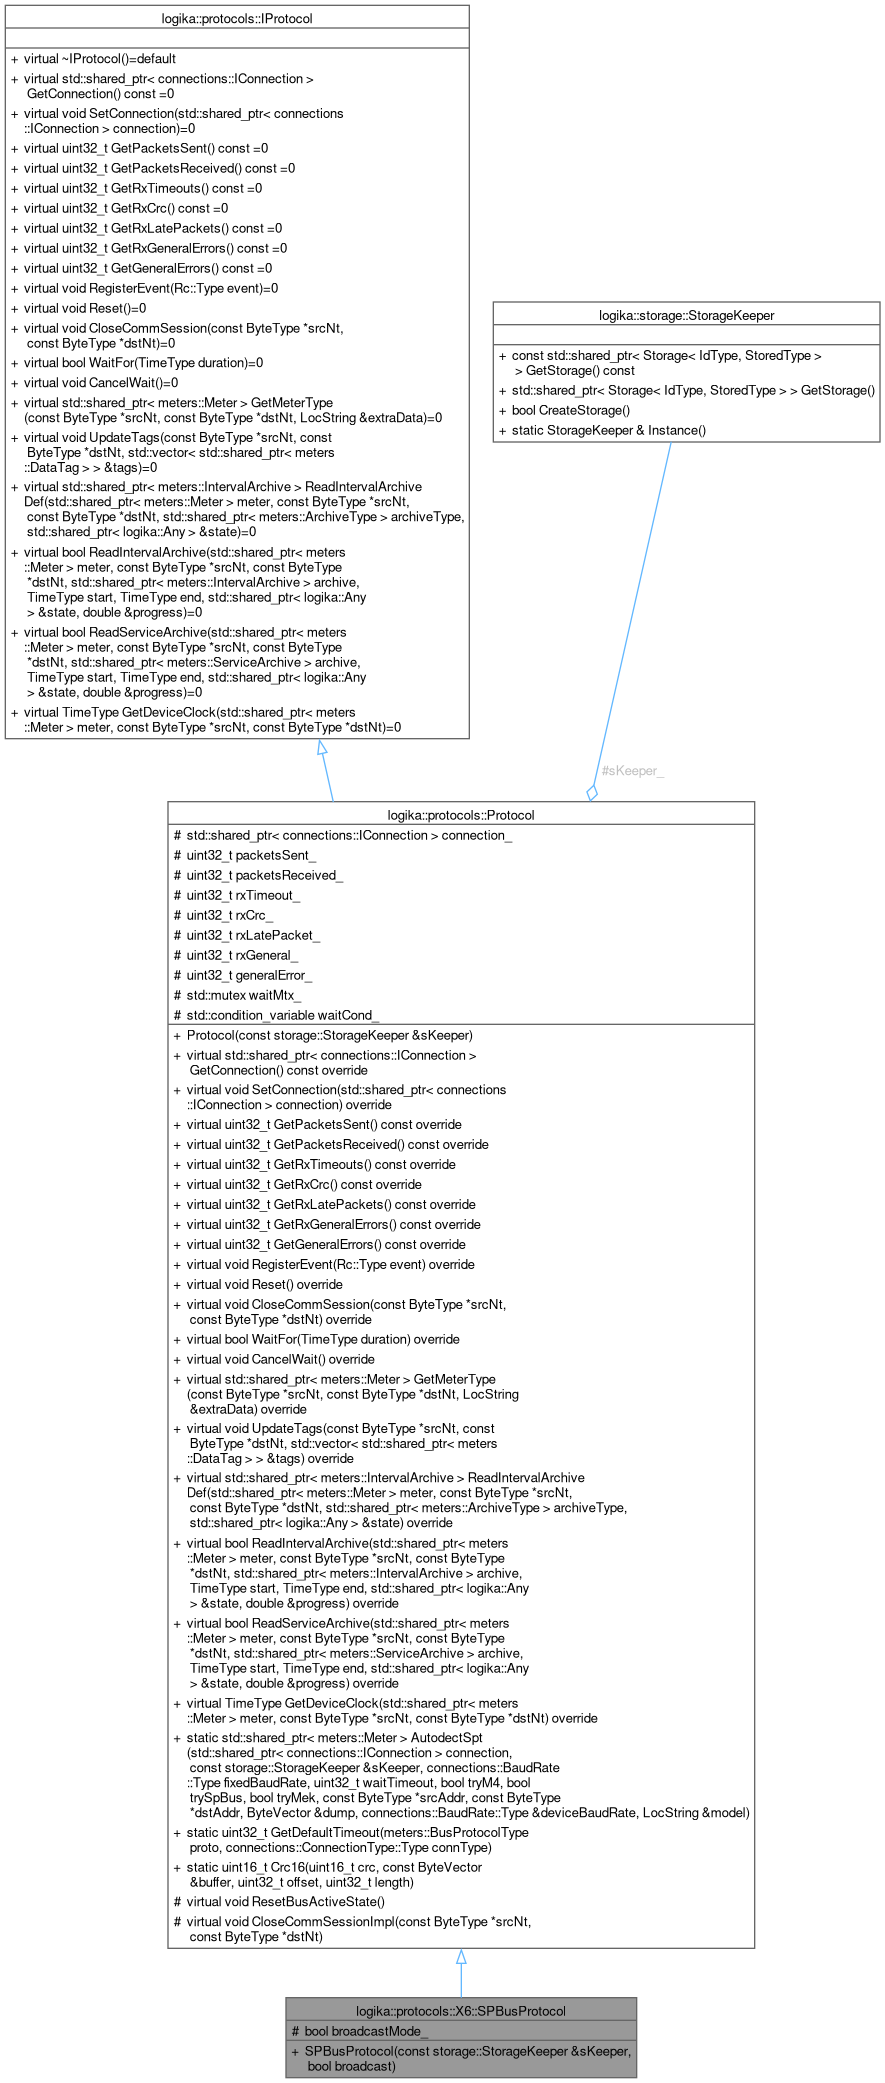 logika::protocols::IProtocol
+ virtual ~IProtocol()=default
+ virtual std::shared_ptr< connections::IConnection >
GetConnection() const =0
+ virtual void SetConnection(std::shared_ptr< connections
::IConnection > connection)=0
+ virtual uint32_t GetPacketsSent() const =0
+ virtual uint32_t GetPacketsReceived() const =0
+ virtual uint32_t GetRxTimeouts() const =0
+ virtual uint32_t GetRxCrc() const =0
+ virtual uint32_t GetRxLatePackets() const =0
+ virtual uint32_t GetRxGeneralErrors() const =0
+ virtual uint32_t GetGeneralErrors() const =0
+ virtual void RegisterEvent(Rc::Type event)=0
+ virtual void Reset()=0
+ virtual void CloseCommSession(const ByteType *srcNt,
const ByteType *dstNt)=0
+ virtual bool WaitFor(TimeType duration)=0
+ virtual void CancelWait()=0
+ virtual std::shared_ptr< meters::Meter > GetMeterType
(const ByteType *srcNt, const ByteType *dstNt, LocString &extraData)=0
+ virtual void UpdateTags(const ByteType *srcNt, const
ByteType *dstNt, std::vector< std::shared_ptr< meters
::DataTag > > &tags)=0
+ virtual std::shared_ptr< meters::IntervalArchive > ReadIntervalArchive
Def(std::shared_ptr< meters::Meter > meter, const ByteType *srcNt,
const ByteType *dstNt, std::shared_ptr< meters::ArchiveType > archiveType,
std::shared_ptr< logika::Any > &state)=0
+ virtual bool ReadIntervalArchive(std::shared_ptr< meters
::Meter > meter, const ByteType *srcNt, const ByteType
*dstNt, std::shared_ptr< meters::IntervalArchive > archive,
TimeType start, TimeType end, std::shared_ptr< logika::Any
> &state, double &progress)=0
+ virtual bool ReadServiceArchive(std::shared_ptr< meters
::Meter > meter, const ByteType *srcNt, const ByteType
*dstNt, std::shared_ptr< meters::ServiceArchive > archive,
TimeType start, TimeType end, std::shared_ptr< logika::Any
> &state, double &progress)=0
+ virtual TimeType GetDeviceClock(std::shared_ptr< meters
::Meter > meter, const ByteType *srcNt, const ByteType *dstNt)=0
logika::storage::StorageKeeper
+ const std::shared_ptr< Storage< IdType, StoredType >
> GetStorage() const
+ std::shared_ptr< Storage< IdType, StoredType > > GetStorage()
+ bool CreateStorage()
+ static StorageKeeper & Instance()
#sKeeper_
logika::protocols::Protocol
# std::shared_ptr< connections::IConnection > connection_
# uint32_t packetsSent_
# uint32_t packetsReceived_
# uint32_t rxTimeout_
# uint32_t rxCrc_
# uint32_t rxLatePacket_
# uint32_t rxGeneral_
# uint32_t generalError_
# std::mutex waitMtx_
# std::condition_variable waitCond_
+ Protocol(const storage::StorageKeeper &sKeeper)
+ virtual std::shared_ptr< connections::IConnection >
GetConnection() const override
+ virtual void SetConnection(std::shared_ptr< connections
::IConnection > connection) override
+ virtual uint32_t GetPacketsSent() const override
+ virtual uint32_t GetPacketsReceived() const override
+ virtual uint32_t GetRxTimeouts() const override
+ virtual uint32_t GetRxCrc() const override
+ virtual uint32_t GetRxLatePackets() const override
+ virtual uint32_t GetRxGeneralErrors() const override
+ virtual uint32_t GetGeneralErrors() const override
+ virtual void RegisterEvent(Rc::Type event) override
+ virtual void Reset() override
+ virtual void CloseCommSession(const ByteType *srcNt,
const ByteType *dstNt) override
+ virtual bool WaitFor(TimeType duration) override
+ virtual void CancelWait() override
+ virtual std::shared_ptr< meters::Meter > GetMeterType
(const ByteType *srcNt, const ByteType *dstNt, LocString
&extraData) override
+ virtual void UpdateTags(const ByteType *srcNt, const
ByteType *dstNt, std::vector< std::shared_ptr< meters
::DataTag > > &tags) override
+ virtual std::shared_ptr< meters::IntervalArchive > ReadIntervalArchive
Def(std::shared_ptr< meters::Meter > meter, const ByteType *srcNt,
const ByteType *dstNt, std::shared_ptr< meters::ArchiveType > archiveType,
std::shared_ptr< logika::Any > &state) override
+ virtual bool ReadIntervalArchive(std::shared_ptr< meters
::Meter > meter, const ByteType *srcNt, const ByteType
*dstNt, std::shared_ptr< meters::IntervalArchive > archive,
TimeType start, TimeType end, std::shared_ptr< logika::Any
> &state, double &progress) override
+ virtual bool ReadServiceArchive(std::shared_ptr< meters
::Meter > meter, const ByteType *srcNt, const ByteType
*dstNt, std::shared_ptr< meters::ServiceArchive > archive,
TimeType start, TimeType end, std::shared_ptr< logika::Any
> &state, double &progress) override
+ virtual TimeType GetDeviceClock(std::shared_ptr< meters
::Meter > meter, const ByteType *srcNt, const ByteType *dstNt) override
+ static std::shared_ptr< meters::Meter > AutodectSpt
(std::shared_ptr< connections::IConnection > connection,
const storage::StorageKeeper &sKeeper, connections::BaudRate
::Type fixedBaudRate, uint32_t waitTimeout, bool tryM4, bool
trySpBus, bool tryMek, const ByteType *srcAddr, const ByteType
*dstAddr, ByteVector &dump, connections::BaudRate::Type &deviceBaudRate, LocString &model)
+ static uint32_t GetDefaultTimeout(meters::BusProtocolType
proto, connections::ConnectionType::Type connType)
+ static uint16_t Crc16(uint16_t crc, const ByteVector
&buffer, uint32_t offset, uint32_t length)
# virtual void ResetBusActiveState()
# virtual void CloseCommSessionImpl(const ByteType *srcNt,
const ByteType *dstNt)
logika::protocols::X6::SPBusProtocol
# bool broadcastMode_
+ SPBusProtocol(const storage::StorageKeeper &sKeeper,
bool broadcast)